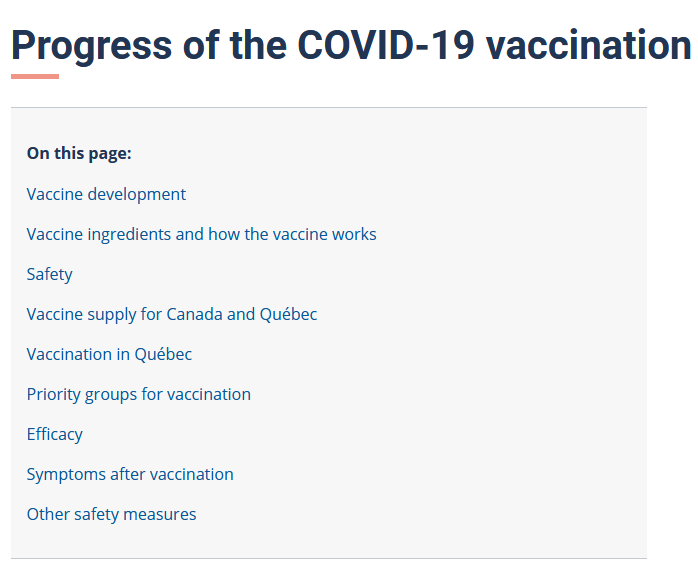 Progress of the COVID-19 vaccination
On this page:
Vaccine development
Vaccine ingredients and how the vaccine works
Safety
Vaccine supply for Canada and Québec
Vaccination in Québec
Priority groups for vaccination
Efficacy
Symptoms after vaccination
Other safety measures